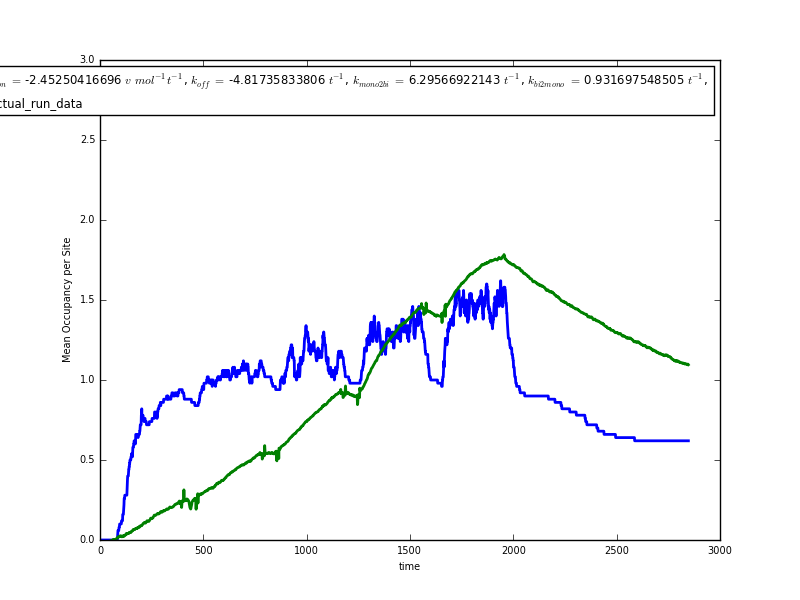 = -2.45250416696 v mol⁻¹t⁻¹, k_off = -4.81735833806 t⁻¹, k_mono2bi = 6.29566922143 t⁻¹, k_bi2mono = 0.931697548505 t⁻¹,
ctual_run_data
3.0
2.5
2.0
1.5
1.0
0.5
0.0
Mean Occupancy per Site
0 500 1000 1500 2000 2500 3000
time